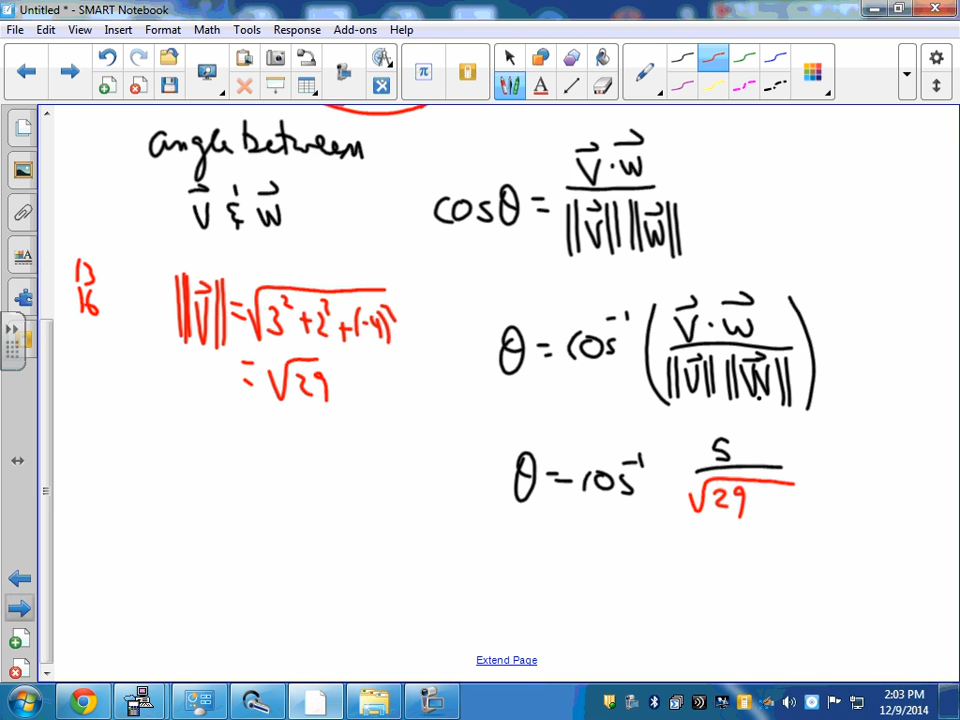 Untitled * - SMART Notebook
File Edit View Insert Format Math Tools Response Add-ons Help
angle between
v⃗ & w⃗
cosθ = v⃗ · w⃗ / ||v⃗|| ||w⃗||
13
16
||v⃗|| = √3² + 2² + (-4)²
= √29
θ = cos⁻¹ ( v⃗ · w⃗ / ||v⃗|| ||w⃗|| )
θ = cos⁻¹ 5 / √29
Extend Page
2:03 PM
12/9/2014